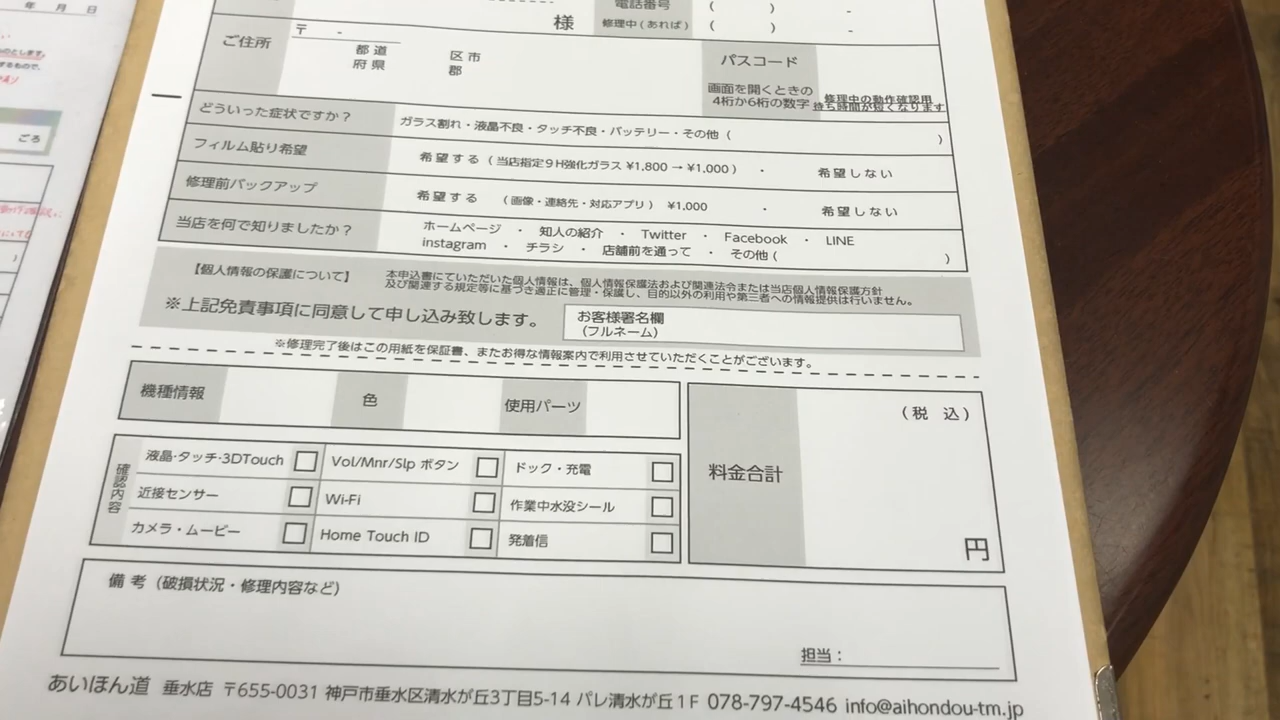 年 月 日
ごろ
電話番号 ( ) -
様 修理中(あれば) ( ) -
ご住所 〒 -
都道 区市
府県 郡
パスコード
画面を開くときの
4桁か6桁の数字
修理中の動作確認用
待ち時間が短くなります
どういった症状ですか? ガラス割れ・液晶不良・タッチ不良・バッテリー・その他 ( )
フィルム貼り希望 希望する (当店指定9H強化ガラス ¥1,800 → ¥1,000) ・ 希望しない
修理前バックアップ 希望する (画像・連絡先・対応アプリ) ¥1,000 ・ 希望しない
当店を何で知りましたか? ホームページ ・ 知人の紹介 ・ Twitter ・ Facebook ・ LINE
instagram ・ チラシ ・ 店舗前を通って ・ その他 ( )
【個人情報の保護について】 本申込書にていただいた個人情報は、個人情報保護法および関連法令または当店個人情報保護方針
及び関連する規定等に基づき適正に管理・保護し、目的以外の利用や第三者への情報提供は行いません。
※上記免責事項に同意して申し込み致します。
お客様署名欄
(フルネーム)
※修理完了後はこの用紙を保証書、またお得な情報案内で利用させていただくことがございます。
機種情報 色 使用パーツ
料金合計 (税 込)
円
確認内容
液晶・タッチ・3DTouch □ Vol/Mnr/Slp ボタン □ ドック・充電 □
近接センサー □ Wi-Fi □ 作業中水没シール □
カメラ・ムービー □ Home Touch ID □ 発着信 □
備 考 (破損状況・修理内容など)
担当:
あいほん道 垂水店 〒655-0031 神戸市垂水区清水が丘3丁目5-14 パレ清水が丘1F 078-797-4546 info@aihondou-tm.jp